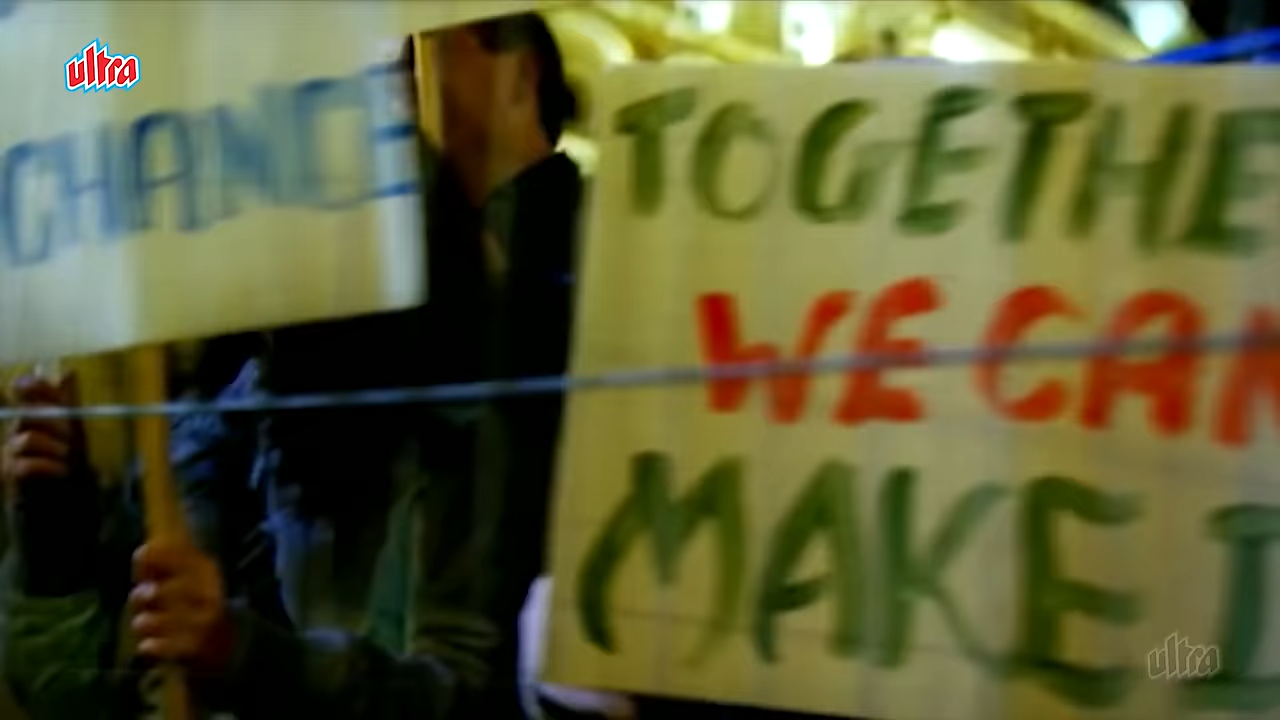 ultra
CHANCE
TOGETHE
WE CAN
MAKE I
ultra